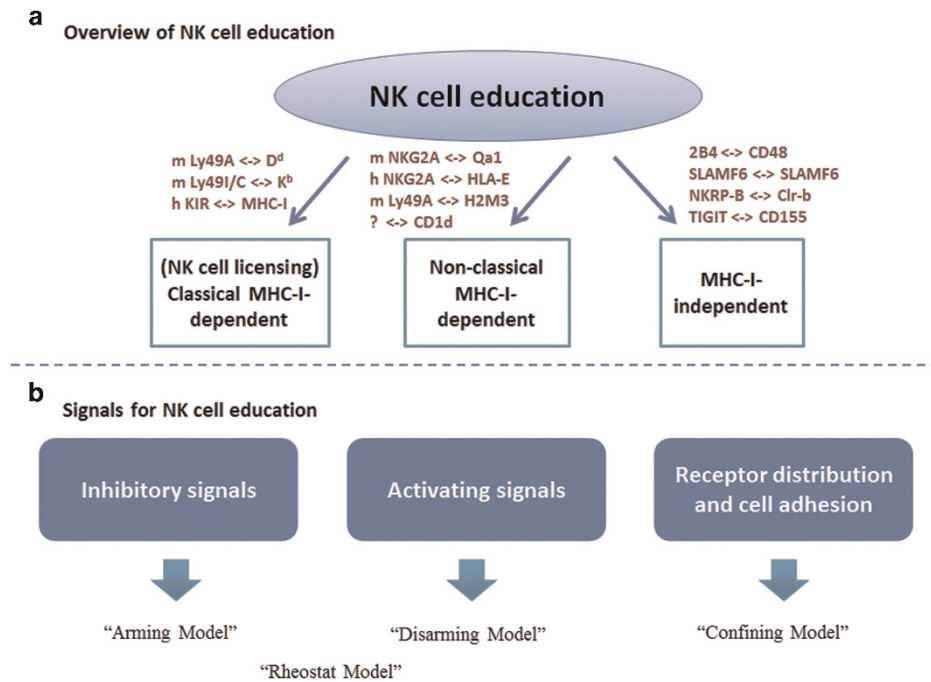 a
Overview of NK cell education
NK cell education
m Ly49A <-> Dᵈ
m Ly49I/C <-> Kᵇ
h KIR <-> MHC-I
m NKG2A <-> Qa1
h NKG2A <-> HLA-E
m Ly49A <-> H2M3
? <-> CD1d
2B4 <-> CD48
SLAMF6 <-> SLAMF6
NKRP-B <-> Clr-b
TIGIT <-> CD155
(NK cell licensing)
Classical MHC-I-
dependent
Non-classical
MHC-I-
dependent
MHC-I-
independent
b
Signals for NK cell education
Inhibitory signals
Activating signals
Receptor distribution
and cell adhesion
“Arming Model”
“Disarming Model”
“Confining Model”
“Rheostat Model”